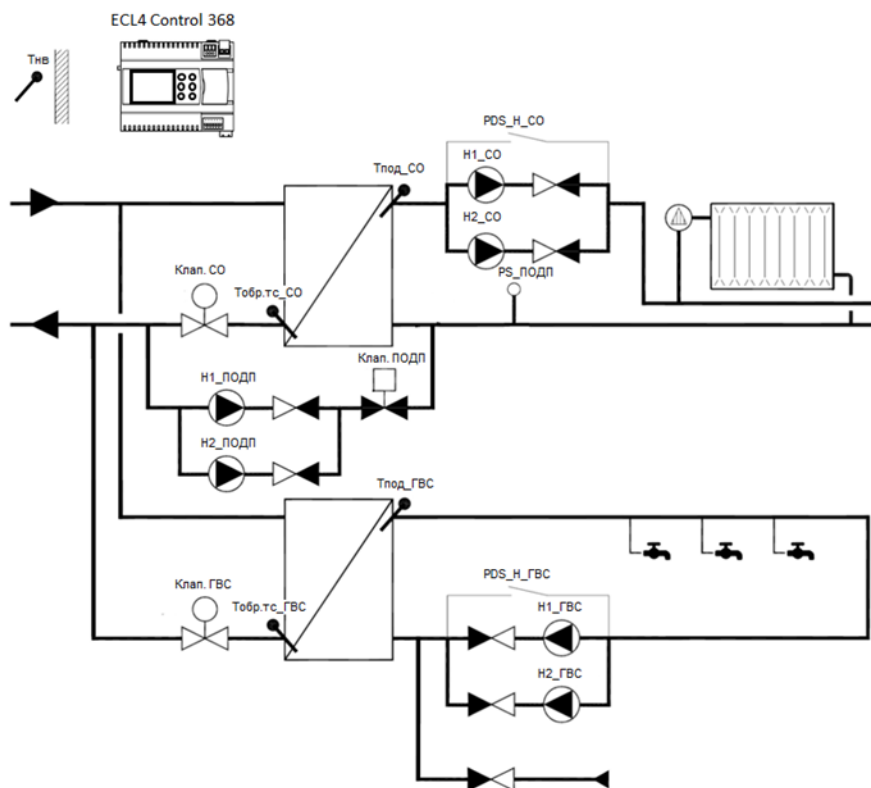 ECL4 Control 368
Тнв
PDS_Н_СО
Н1_СО
Тпод_СО
Н2_СО
PS_ПОДП
Клап. СО
Тобр.тс_СО
Клап. ПОДП
Н1_ПОДП
Н2_ПОДП
Тпод_ГВС
PDS_Н_ГВС
Клап. ГВС
Тобр.тс_ГВС
Н1_ГВС
Н2_ГВС